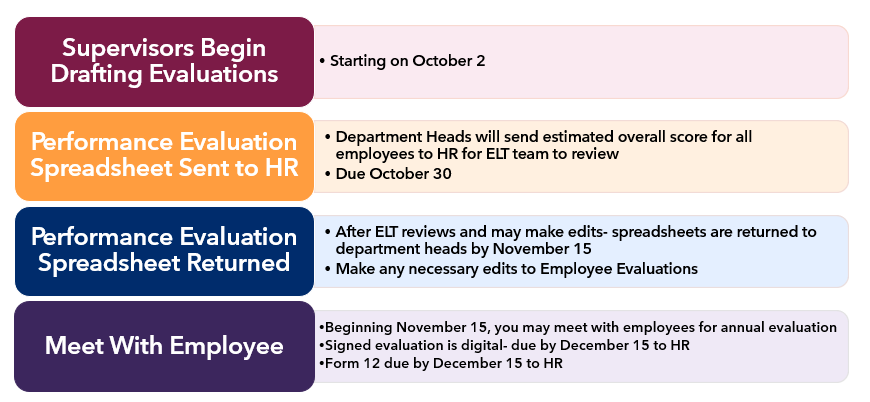 Supervisors Begin
Drafting Evaluations
• Starting on October 2
Performance Evaluation
Spreadsheet Sent to HR
• Department Heads will send estimated overall score for all
employees to HR for ELT team to review
• Due October 30
Performance Evaluation
Spreadsheet Returned
• After ELT reviews and may make edits- spreadsheets are returned to
department heads by November 15
• Make any necessary edits to Employee Evaluations
Meet With Employee
•Beginning November 15, you may meet with employees for annual evaluation
•Signed evaluation is digital- due by December 15 to HR
•Form 12 due by December 15 to HR